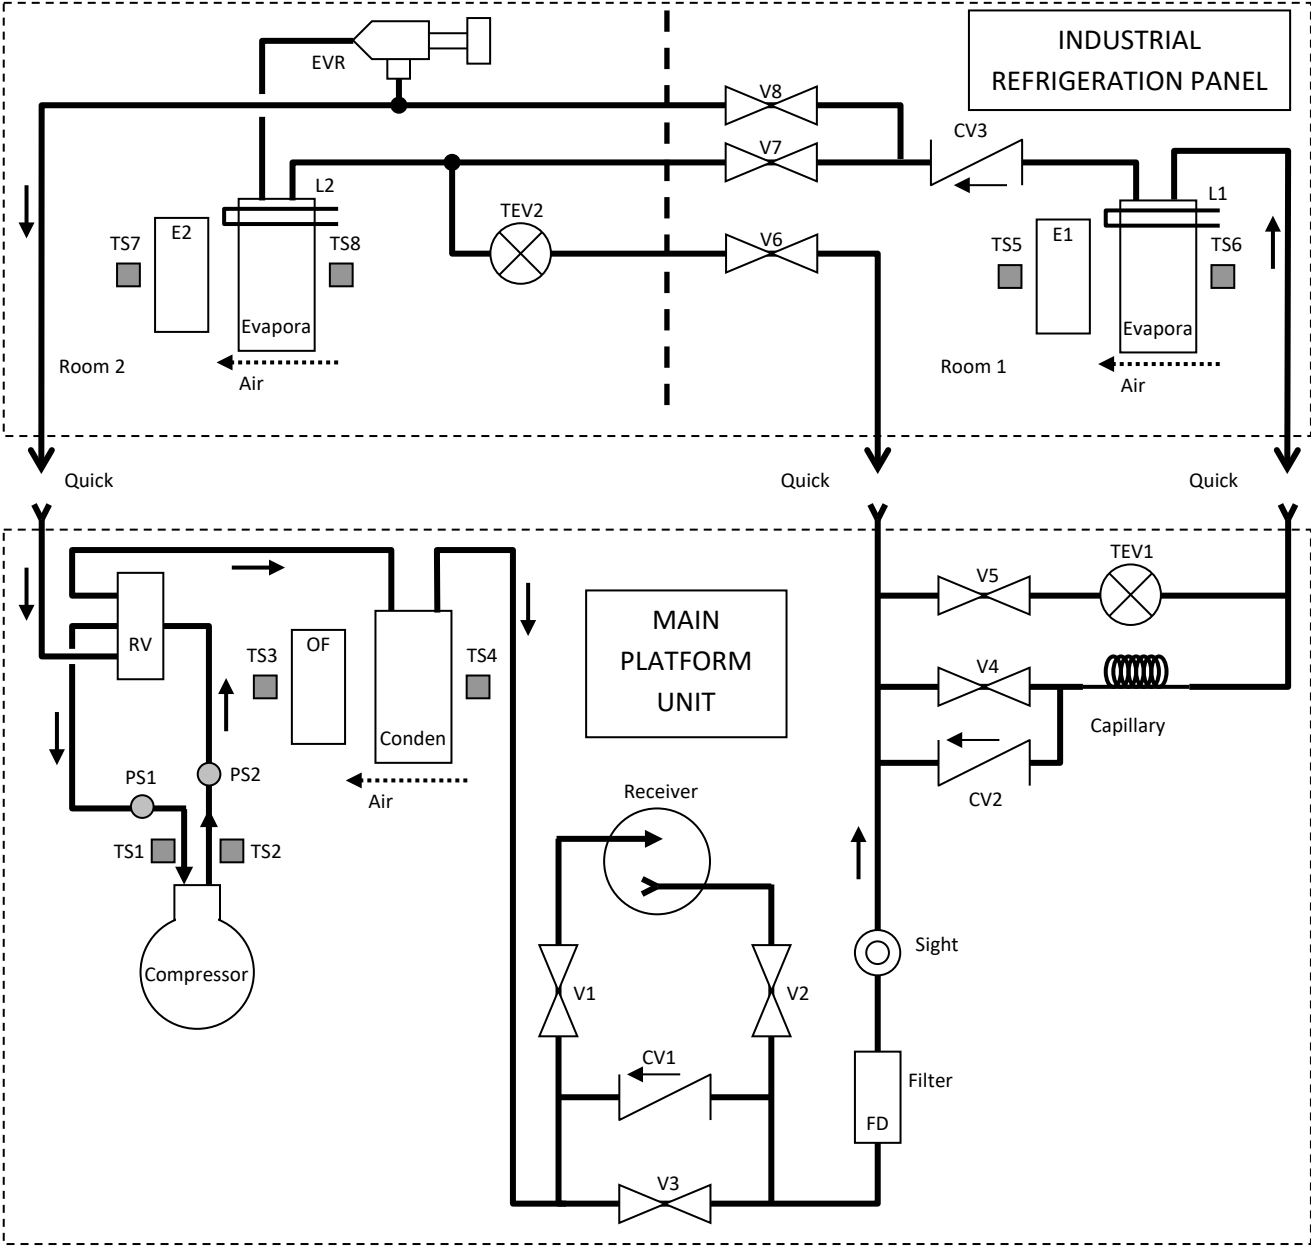 EVR
INDUSTRIAL
REFRIGERATION PANEL
V8
CV3
V7
L2
L1
TEV2
E2
E1
TS7
TS8
V6
TS5
TS6
Evapora
Evapora
Room 2
Room 1
Air
Air
Quick
Quick
Quick
TEV1
V5
MAIN
PLATFORM
UNIT
RV
OF
TS3
TS4
V4
Capillary
Conden
PS1
PS2
Air
Receiver
CV2
TS1
TS2
Sight
Compressor
V1
V2
CV1
Filter
FD
V3